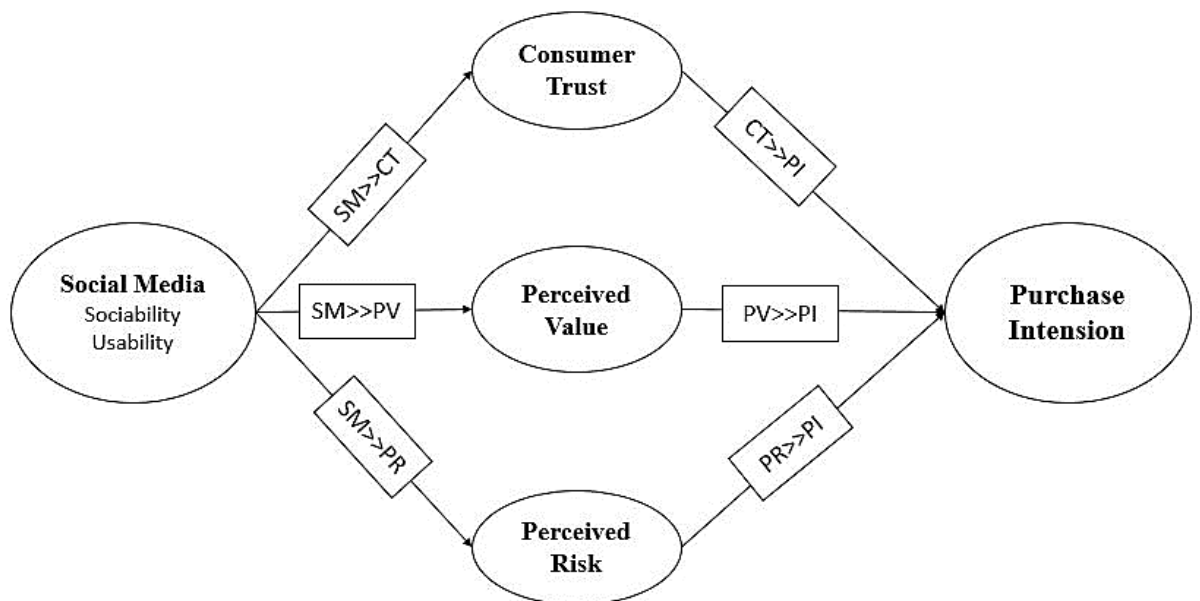 Consumer
Trust
SM>>CT
CT>>PI
Social Media
Sociability
Usability
SM>>PV
Perceived
Value
PV>>PI
Purchase
Intension
SM>>PR
PR>>PI
Perceived
Risk